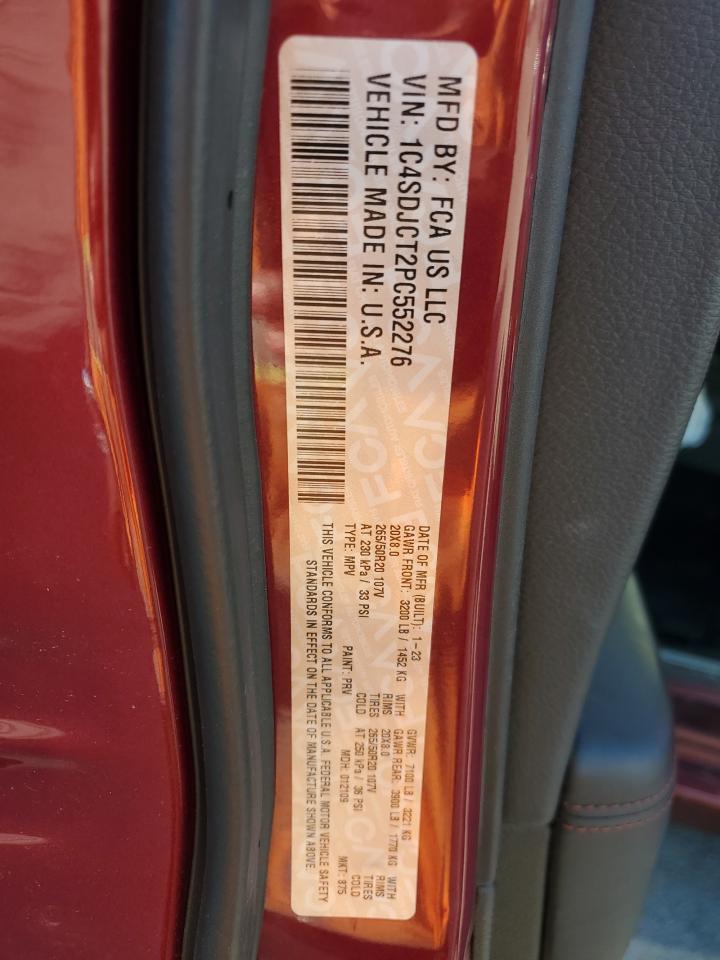 MFD BY: FCA US LLC
VIN: 1C4SDJCT2PC552276
VEHICLE MADE IN: U.S.A.
DATE OF MFR (BUILT): 1-23 GVWR: 7100 LB / 3221 KG
GAWR FRONT: 3200 LB / 1452 KG WITH GAWR REAR: 3900 LB / 1770 KG WITH
20X8.0 RIMS 20X8.0 RIMS
265/50R20 107V TIRES 265/50R20 107V TIRES
AT 230 kPa / 33 PSI COLD AT 250 kPa / 36 PSI COLD
TYPE: MPV PAINT: PRV MDH: 012109 MKT: 875
THIS VEHICLE CONFORMS TO ALL APPLICABLE U.S.A. FEDERAL MOTOR VEHICLE SAFETY
STANDARDS IN EFFECT ON THE DATE OF MANUFACTURE SHOWN ABOVE.